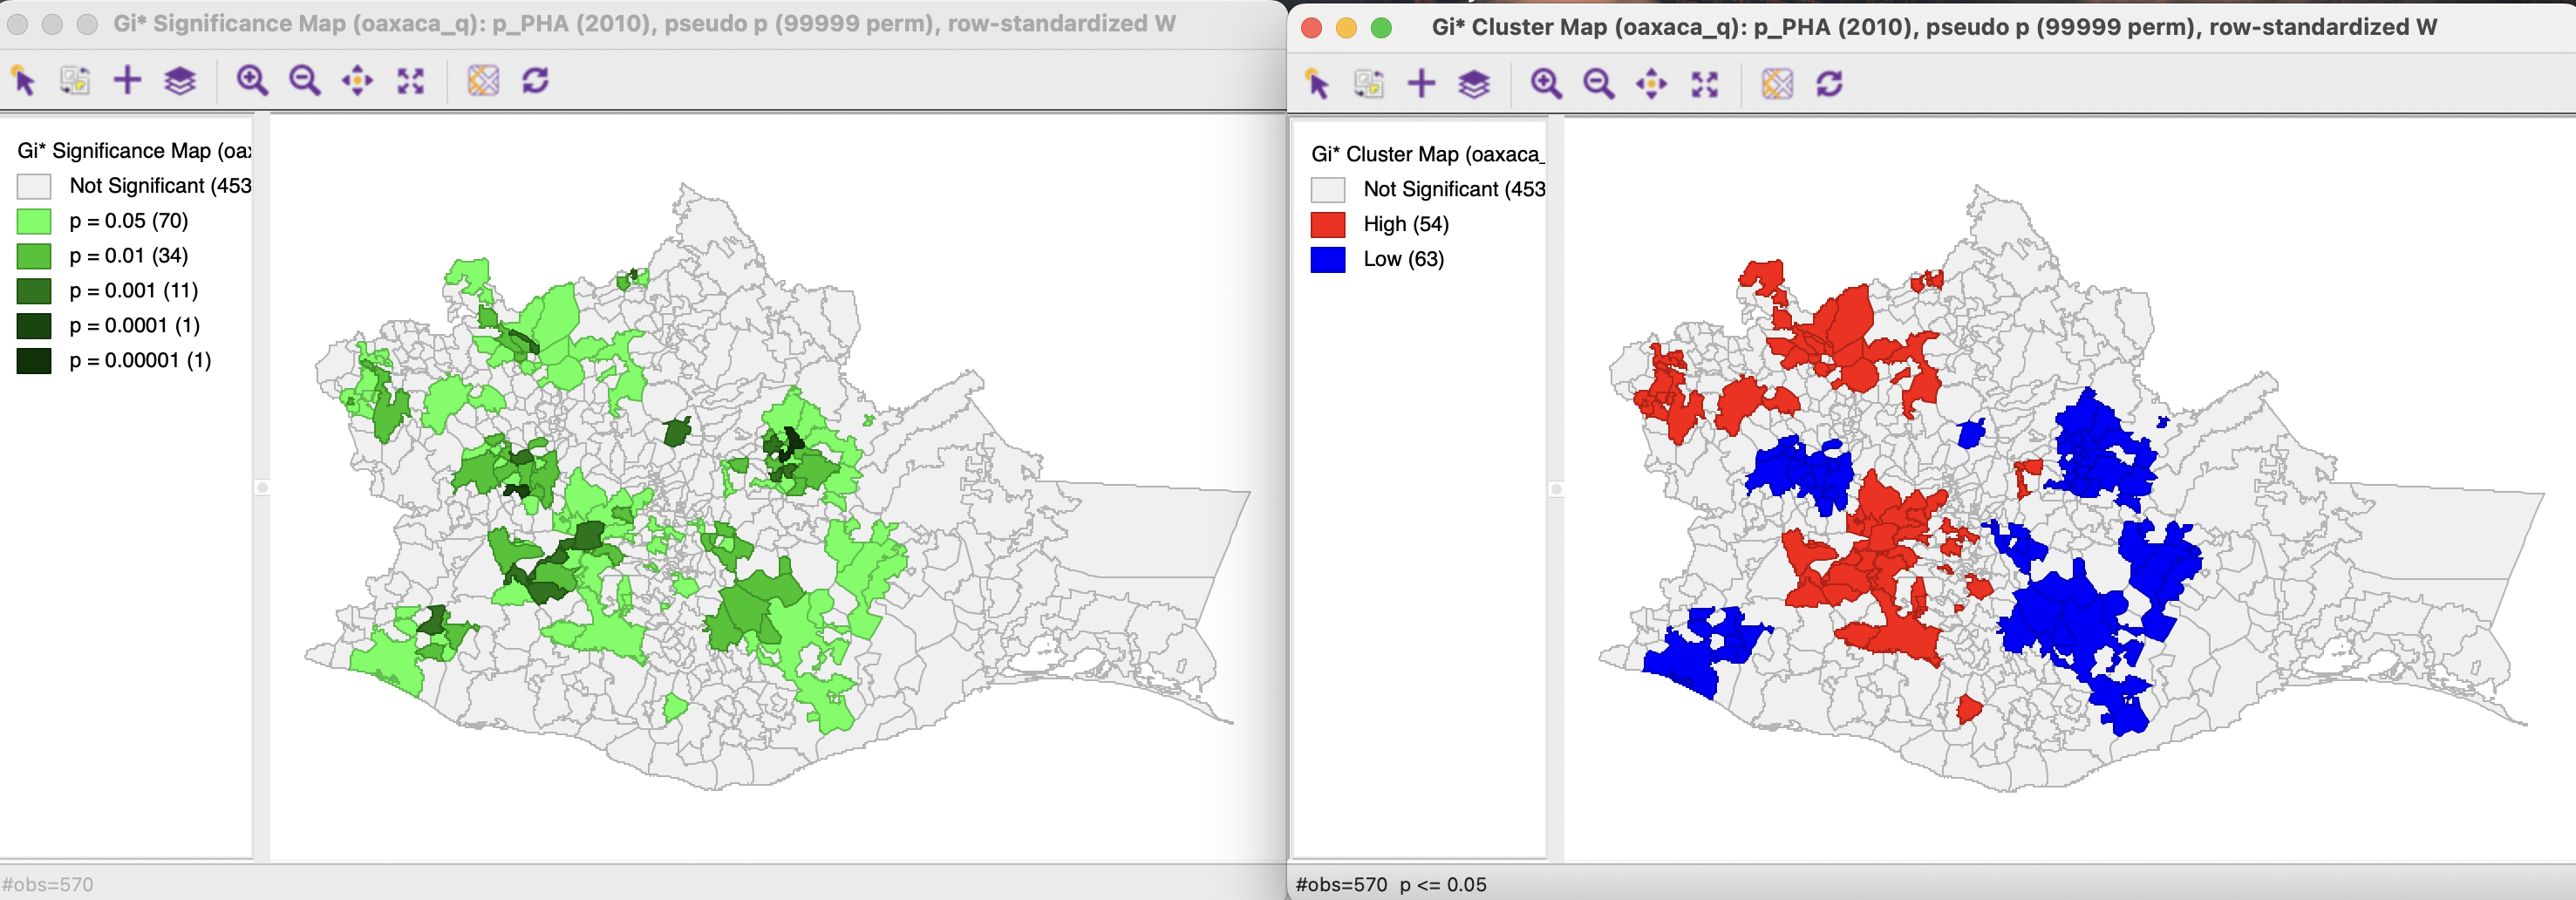 Gi* Significance Map (oaxaca_q): p_PHA (2010), pseudo p (99999 perm), row-standardized W
Gi* Significance Map (oa
Not Significant (453
p = 0.05 (70)
p = 0.01 (34)
p = 0.001 (11)
p = 0.0001 (1)
p = 0.00001 (1)
#obs=570
Gi* Cluster Map (oaxaca_q): p_PHA (2010), pseudo p (99999 perm), row-standardized W
Gi* Cluster Map (oaxaca_
Not Significant (453
High (54)
Low (63)
#obs=570 p <= 0.05